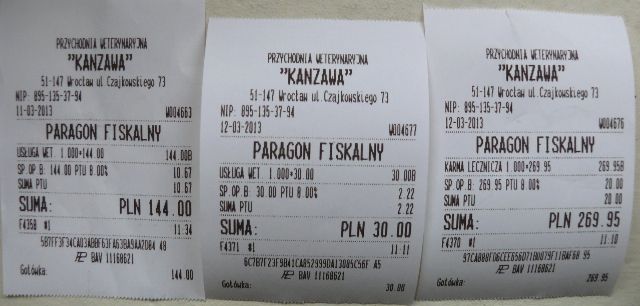 PRZYCHODNIA WETERYNARYJNA
"KANZAWA"
51-147 Wrocław ul.Czajkowskiego 73
NIP: 895-135-37-94
11-03-2013 W004663
PARAGON FISKALNY
USŁUGA WET 1.000*144.00 144.00B
SP.OP.B: 144.00 PTU 8.00% 10.67
SUMA PTU 10.67
SUMA: PLN 144.00
F4358 #1 11:34
BAV 11168621
Gotówka: 144.00
PRZYCHODNIA WETERYNARYJNA
"KANZAWA"
51-147 Wrocław ul.Czajkowskiego 73
NIP: 895-135-37-94
12-03-2013 W004677
PARAGON FISKALNY
USŁUGA WET 1.000*30.00 30.00B
SP.OP.B: 30.00 PTU 8.00% 2.22
SUMA PTU 2.22
SUMA: PLN 30.00
F4371 #1 11:11
BAV 11168621
Gotówka: 30.00
PRZYCHODNIA WETERYNARYJNA
"KANZAWA"
51-147 Wrocław ul.Czajkowskiego 73
NIP: 895-135-37-94
12-03-2013 W004676
PARAGON FISKALNY
KARMA LECZNICZA 1.000*269.95 269.95B
SP.OP.B: 269.95 PTU 8.00% 20.00
SUMA PTU 20.00
SUMA: PLN 269.95
F4370 #1 11:10
BAV 11168621
Gotówka: 269.95